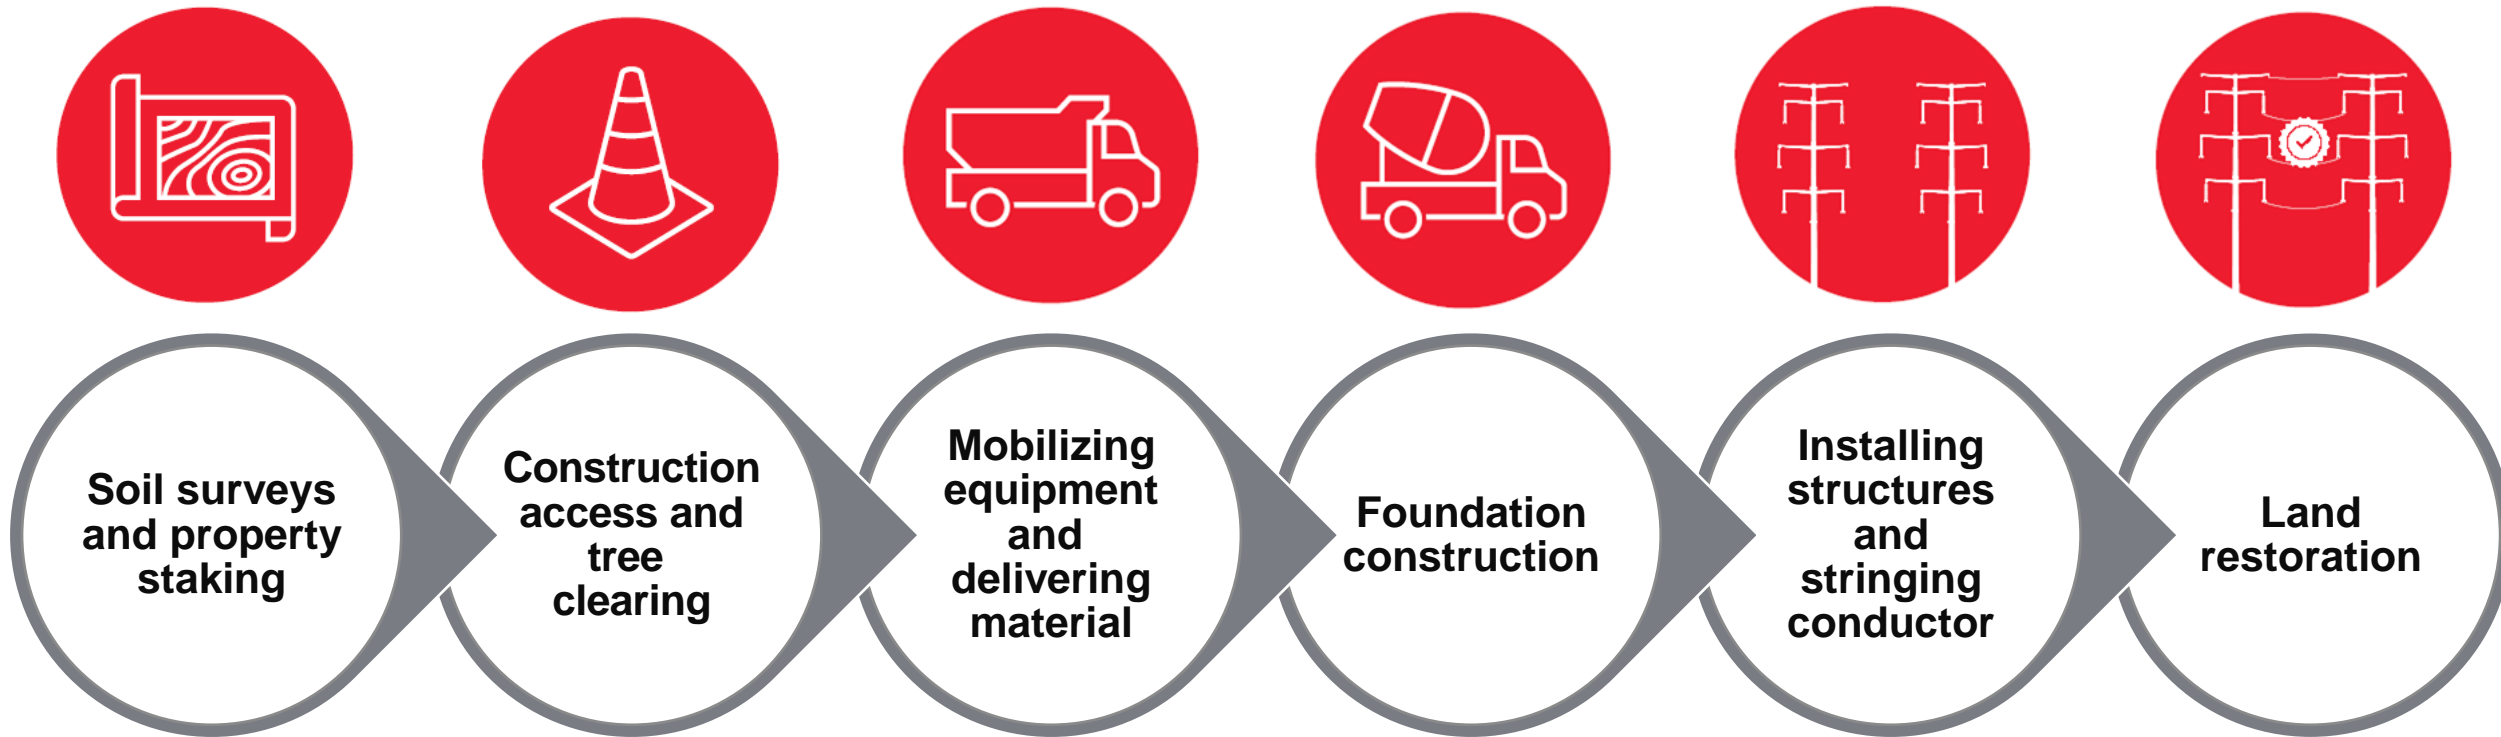 Soil surveys
and property
staking
Construction
access and
tree
clearing
Mobilizing
equipment
and
delivering
material
Foundation
construction
Installing
structures
and
stringing
conductor
Land
restoration